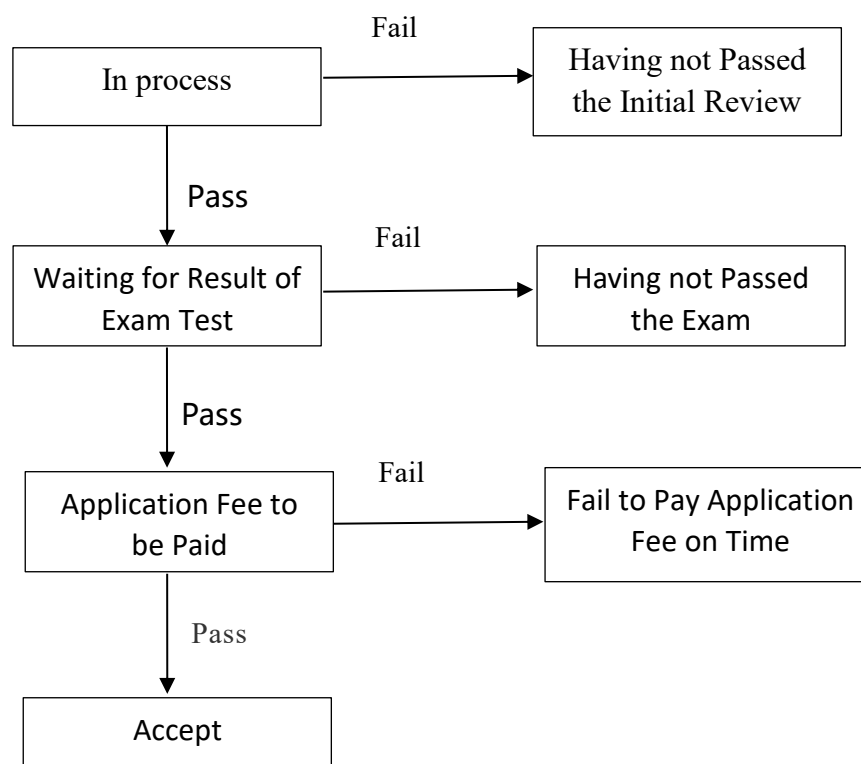 Fail
In process
Having not Passed
the Initial Review
Pass
Fail
Waiting for Result of
Exam Test
Having not Passed
the Exam
Pass
Fail
Application Fee to
be Paid
Fail to Pay Application
Fee on Time
Pass
Accept